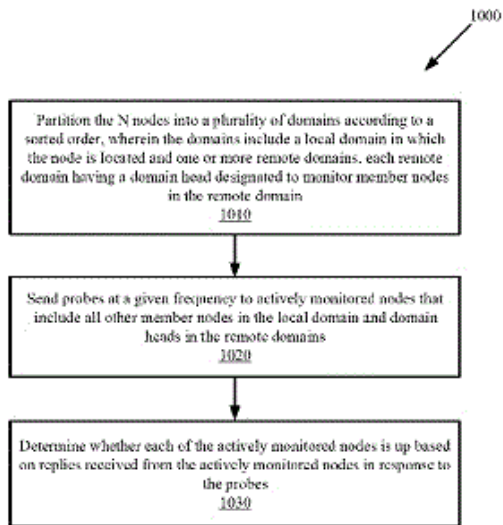 1000
Partition the N nodes into a plurality of domains according to a
sorted order, wherein the domains include a local domain in which
the node is located and one or more remote domains, each remote
domain having a domain head designated to monitor member nodes
in the remote domain
1010
Send probes at a given frequency to actively monitored nodes that
include all other member nodes in the local domain and domain
heads in the remote domains
1020
Determine whether each of the actively monitored nodes is up based
on replies received from the actively monitored nodes in response to
the probes
1030